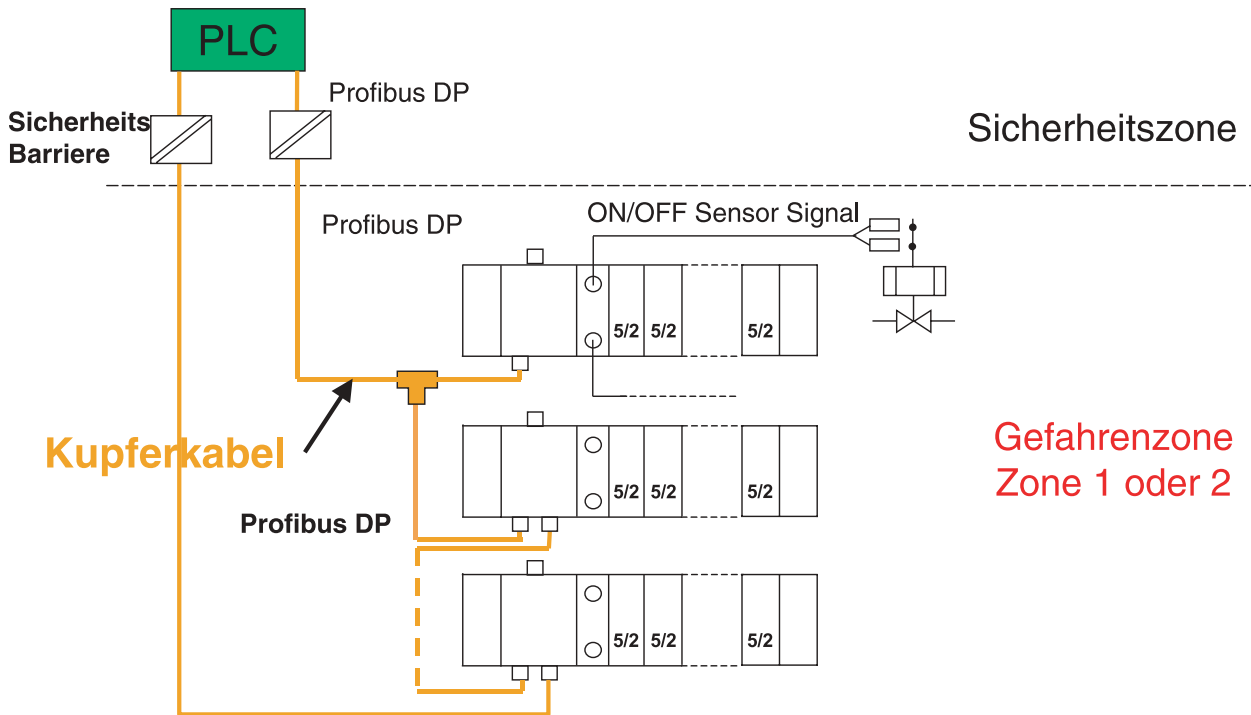 PLC
Profibus DP
Sicherheits
Barriere
Sicherheitszone
Profibus DP
ON/OFF Sensor Signal
5/2 5/2 5/2
Kupferkabel
Gefahrenzone
Zone 1 oder 2
5/2 5/2 5/2
Profibus DP
5/2 5/2 5/2